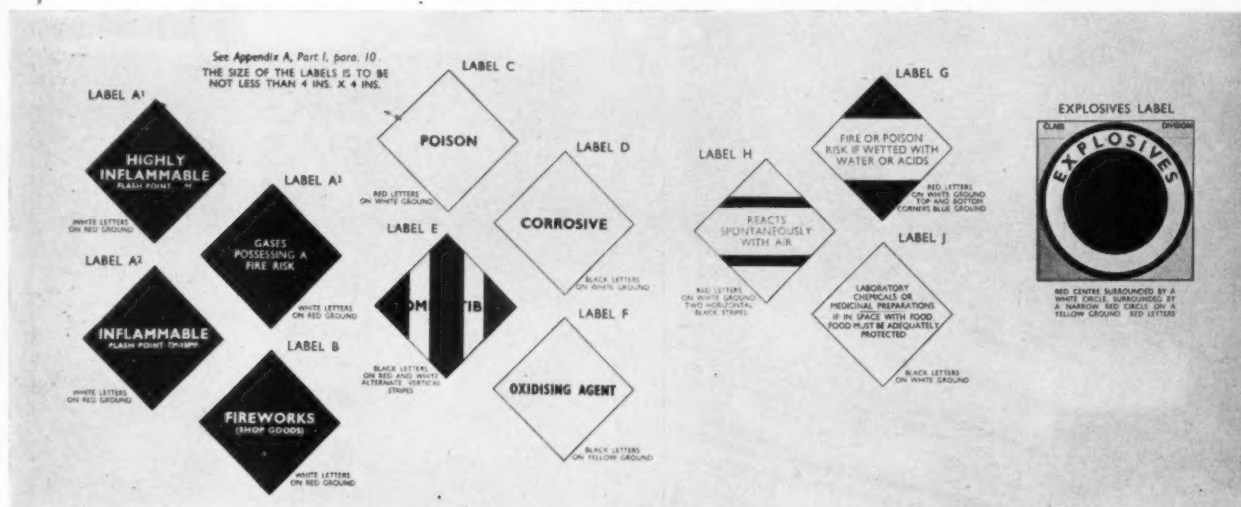 See Appendix A, Part I, para. 10.
THE SIZE OF THE LABELS IS TO BE
NOT LESS THAN 4 INS. X 4 INS.
LABEL A1
HIGHLY
INFLAMMABLE
FLASH POINT
WHITE LETTERS
ON RED GROUND
LABEL A3
GASES
POSSESSING A
FIRE RISK
WHITE LETTERS
ON RED GROUND
LABEL A2
INFLAMMABLE
FLASH POINT
WHITE LETTERS
ON RED GROUND
LABEL B
FIREWORKS
(SHOP GOODS)
WHITE LETTERS
ON RED GROUND
LABEL C
POISON
RED LETTERS
ON WHITE GROUND
LABEL D
CORROSIVE
BLACK LETTERS
ON WHITE GROUND
LABEL E
OM TIB
BLACK LETTERS
ON RED AND WHITE
ALTERNATE VERTICAL
STRIPES
LABEL F
OXIDISING AGENT
BLACK LETTERS
ON YELLOW GROUND
LABEL G
FIRE OR POISON
RISK IF WETTED WITH
WATER OR ACIDS
RED LETTERS
ON WHITE GROUND
TOP AND BOTTOM
CORNERS BLUE GROUND
LABEL H
REACTS
SPONTANEOUSLY
WITH AIR
RED LETTERS
ON WHITE GROUND
TWO HORIZONTAL
BLACK STRIPES
LABEL J
LABORATORY
CHEMICALS OR
MEDICINAL PREPARATIONS
IF IN SPACE WITH FOOD
FOOD MUST BE ADEQUATELY
PROTECTED
BLACK LETTERS
ON WHITE GROUND
EXPLOSIVES LABEL
CLASS DIVISION
EXPLOSIVES
RED CENTRE SURROUNDED BY A
WHITE CIRCLE, SURROUNDED BY
A NARROW RED CIRCLE ON A
YELLOW GROUND. RED LETTERS